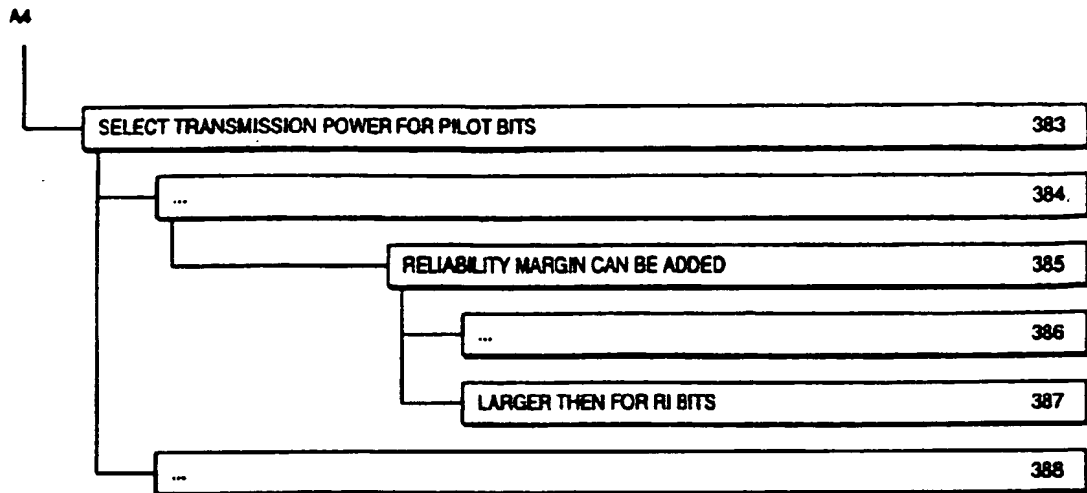 A4
SELECT TRANSMISSION POWER FOR PILOT BITS 383
... 384
RELIABILITY MARGIN CAN BE ADDED 385
... 386
LARGER THEN FOR RI BITS 387
... 388